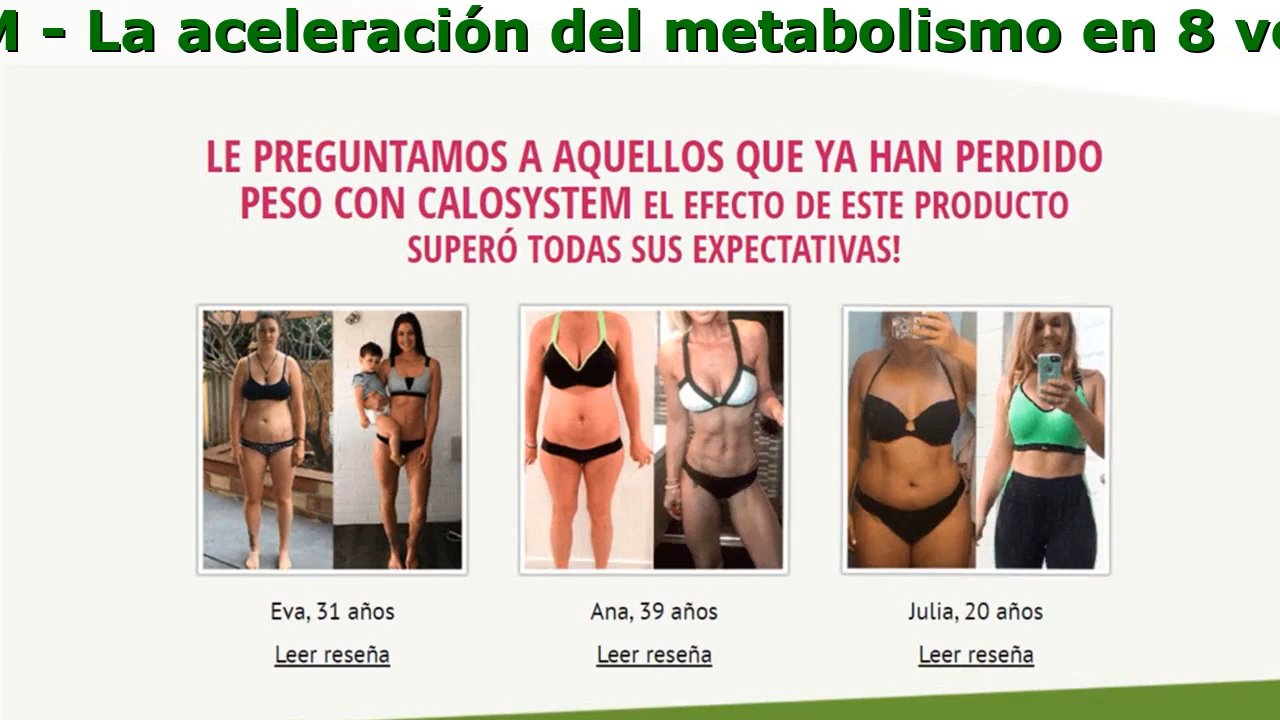 - La aceleración del metabolismo en 8
LE PREGUNTAMOS A AQUELLOS QUE YA HAN PERDIDO
PESO CON CALOSYSTEM EL EFECTO DE ESTE PRODUCTO
SUPERÓ TODAS SUS EXPECTATIVAS!
Eva, 31 años
Ana, 39 años
Julia, 20 años
Leer reseña
Leer reseña
Leer reseña